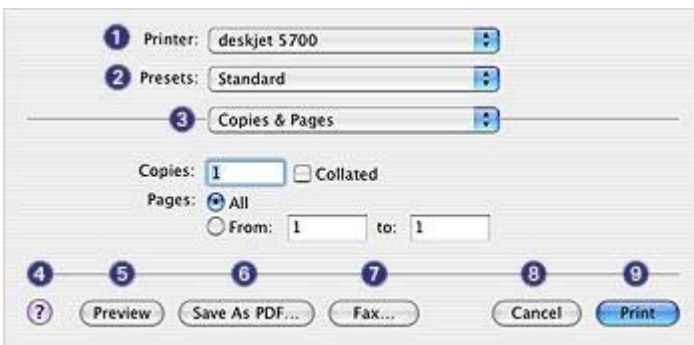 1 Printer: deskjet 5700
2 Presets: Standard
3 Copies & Pages
Copies: 1 Collated
Pages: All
From: 1 to: 1
4 5 6 7 8 9
? Preview Save As PDF... Fax... Cancel Print